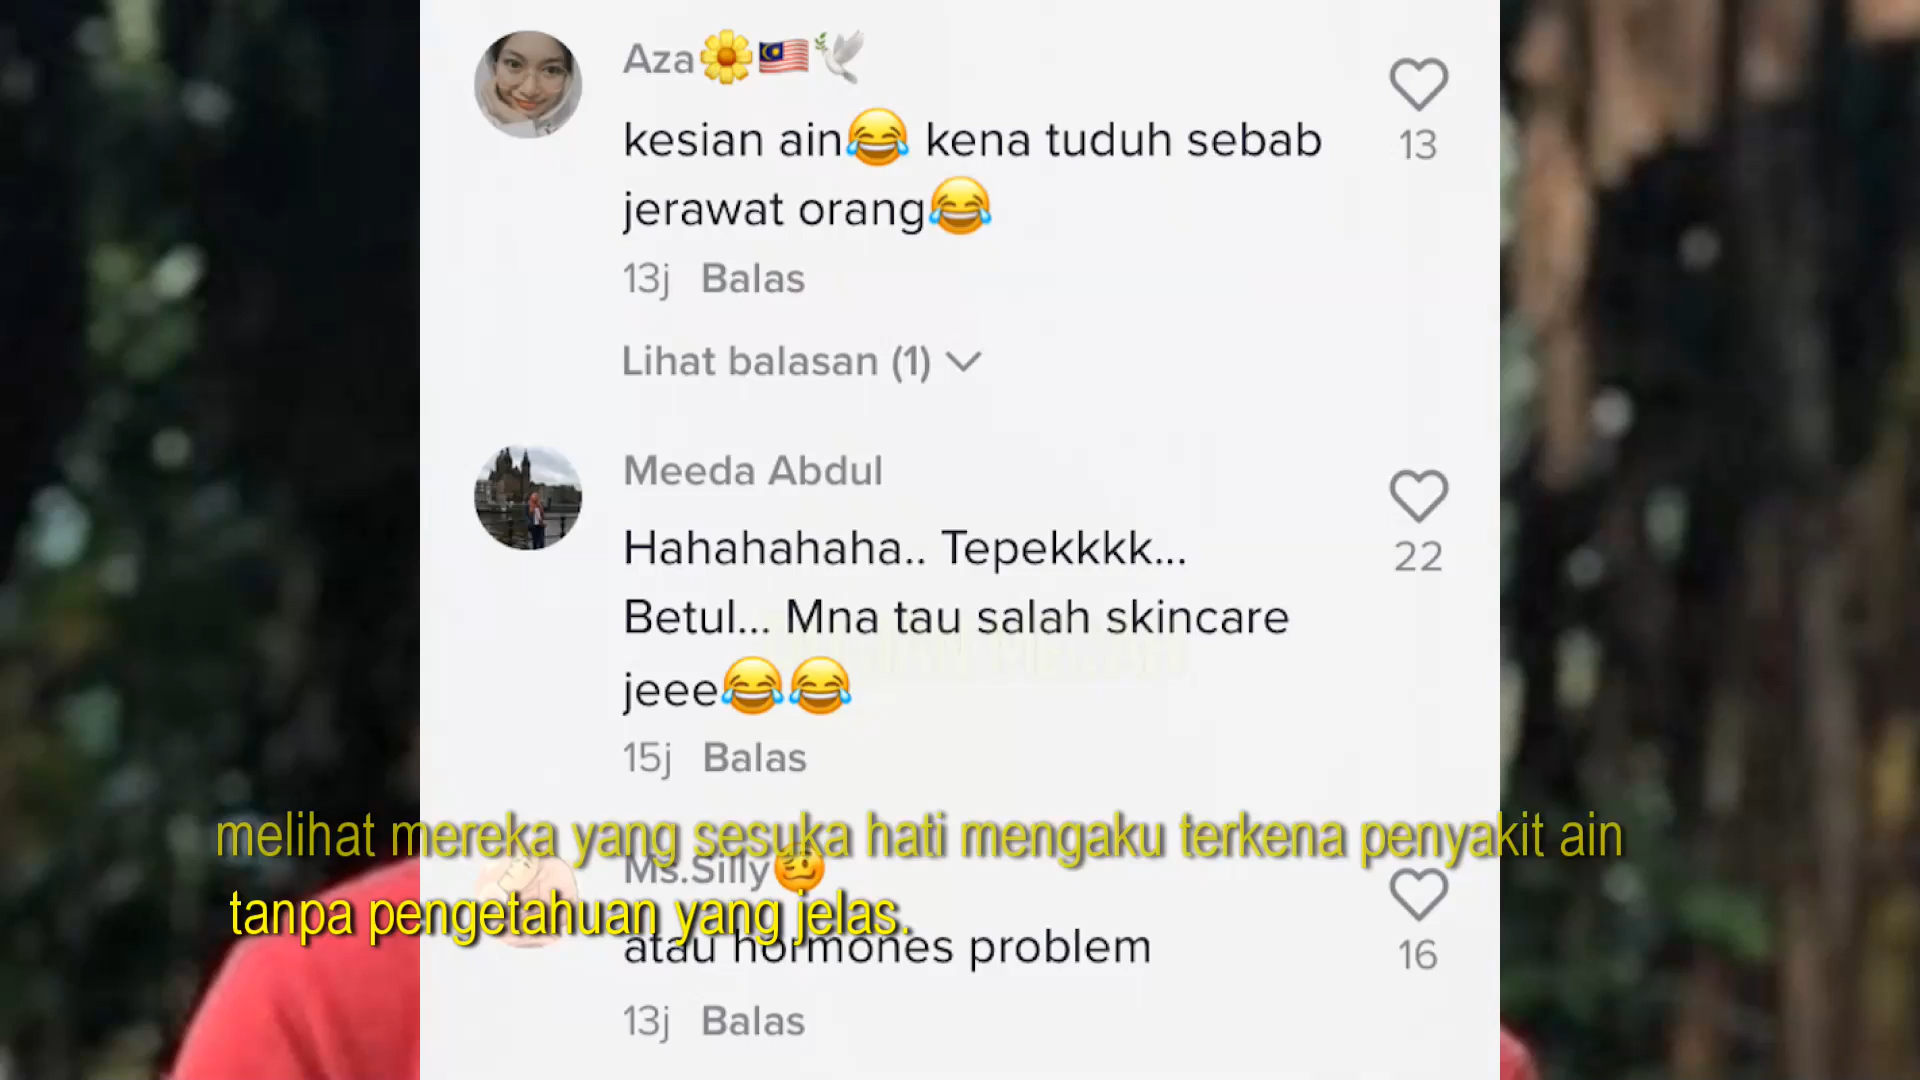 Aza🌼🇲🇾🕊️
kesian ain😂 kena tuduh sebab
jerawat orang😂
13
13j Balas
Lihat balasan (1)
Meeda Abdul
Hahahahaha.. Tepekkkk...
Betul... Mna tau salah skincare
jeee😂😂
22
15j Balas
melihat mereka yang sesuka hati mengaku terkena penyakit ain
tanpa pengetahuan yang jelas.
Ms.Silly🥴
atau hormones problem
16
13j Balas